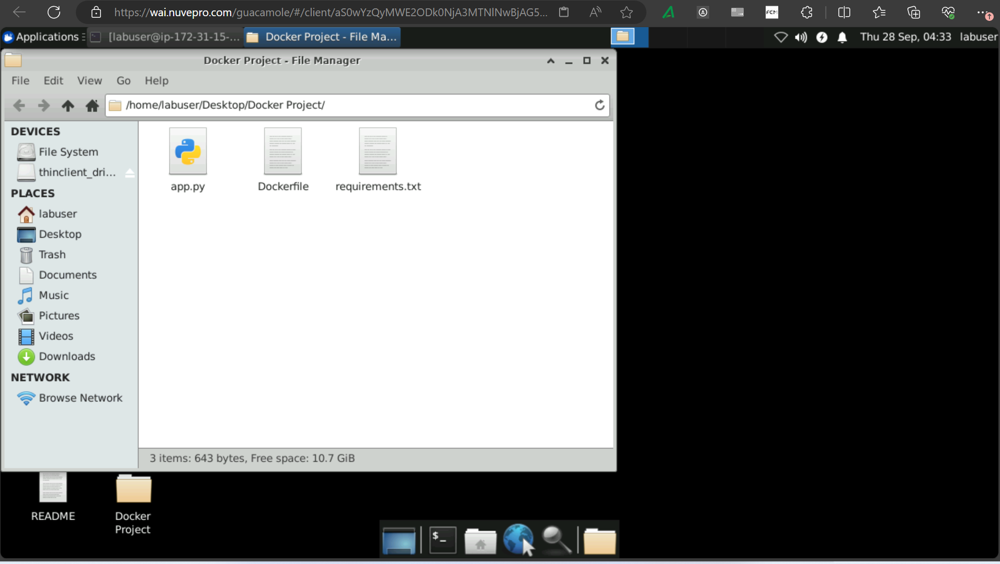 https://wai.nuvepro.com/guacamole/#/client/aS0wYzQyMWE2ODk0NjA3MTNlNwBjAG5...
FCM
Applications [labuser@ip-172-31-15-... Docker Project - File Ma... Thu 28 Sep, 04:33 labuser
Docker Project - File Manager
File Edit View Go Help
/home/labuser/Desktop/Docker Project/
DEVICES
File System
thinclient_dri...
PLACES
labuser
Desktop
Trash
Documents
Music
Pictures
Videos
Downloads
NETWORK
Browse Network
app.py Dockerfile requirements.txt
3 items: 643 bytes, Free space: 10.7 GiB
README Docker
Project
$_